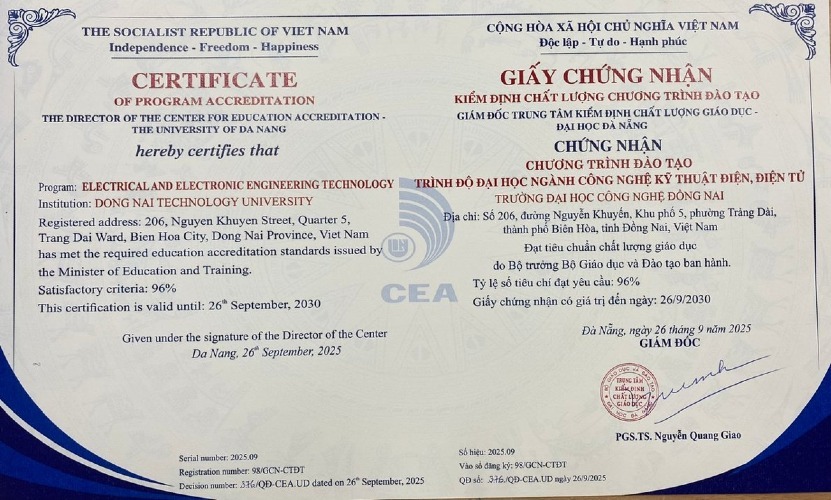 THE SOCIALIST REPUBLIC OF VIET NAM
Independence - Freedom - Happiness
CERTIFICATE
OF PROGRAM ACCREDITATION
THE DIRECTOR OF THE CENTER FOR EDUCATION ACCREDITATION -
THE UNIVERSITY OF DA NANG
hereby certifies that
Program: ELECTRICAL AND ELECTRONIC ENGINEERING TECHNOLOGY
Institution: DONG NAI TECHNOLOGY UNIVERSITY
Registered address: 206, Nguyen Khuyen Street, Quarter 5,
Trang Dai Ward, Bien Hoa City, Dong Nai Province, Viet Nam
has met the required education accreditation standards issued by
the Minister of Education and Training.
Satisfactory criteria: 96%
This certification is valid until: 26th September, 2030
Given under the signature of the Director of the Center
Da Nang, 26th September, 2025
Serial number: 2025.09
Registration number: 98/GCN-CTĐT
Decision number: 376/QĐ-CEA.UD dated on 26th September, 2025
CEA
CỘNG HÒA XÃ HỘI CHỦ NGHĨA VIỆT NAM
Độc lập - Tự do - Hạnh phúc
GIẤY CHỨNG NHẬN
KIỂM ĐỊNH CHẤT LƯỢNG CHƯƠNG TRÌNH ĐÀO TẠO
GIÁM ĐỐC TRUNG TÂM KIỂM ĐỊNH CHẤT LƯỢNG GIÁO DỤC -
ĐẠI HỌC ĐÀ NẴNG
CHỨNG NHẬN
CHƯƠNG TRÌNH ĐÀO TẠO
TRÌNH ĐỘ ĐẠI HỌC NGÀNH CÔNG NGHỆ KỸ THUẬT ĐIỆN, ĐIỆN TỬ
TRƯỜNG ĐẠI HỌC CÔNG NGHỆ ĐỒNG NAI
Địa chỉ: Số 206, đường Nguyễn Khuyến, Khu phố 5, phường Trảng Dài,
thành phố Biên Hòa, tỉnh Đồng Nai, Việt Nam
Đạt tiêu chuẩn chất lượng giáo dục
do Bộ trưởng Bộ Giáo dục và Đào tạo ban hành.
Tỷ lệ số tiêu chí đạt yêu cầu: 96%
Giấy chứng nhận có giá trị đến ngày: 26/9/2030
Đà Nẵng, ngày 26 tháng 9 năm 2025
GIÁM ĐỐC
TRUNG TÂM
KIỂM ĐỊNH
CHẤT LƯỢNG
GIÁO DỤC
PGS.TS. Nguyễn Quang Giao
Số hiệu: 2025.09
Vào sổ đăng ký: 98/GCN-CTĐT
QĐ số: 376/QĐ-CEA.UD ngày 26/9/2025